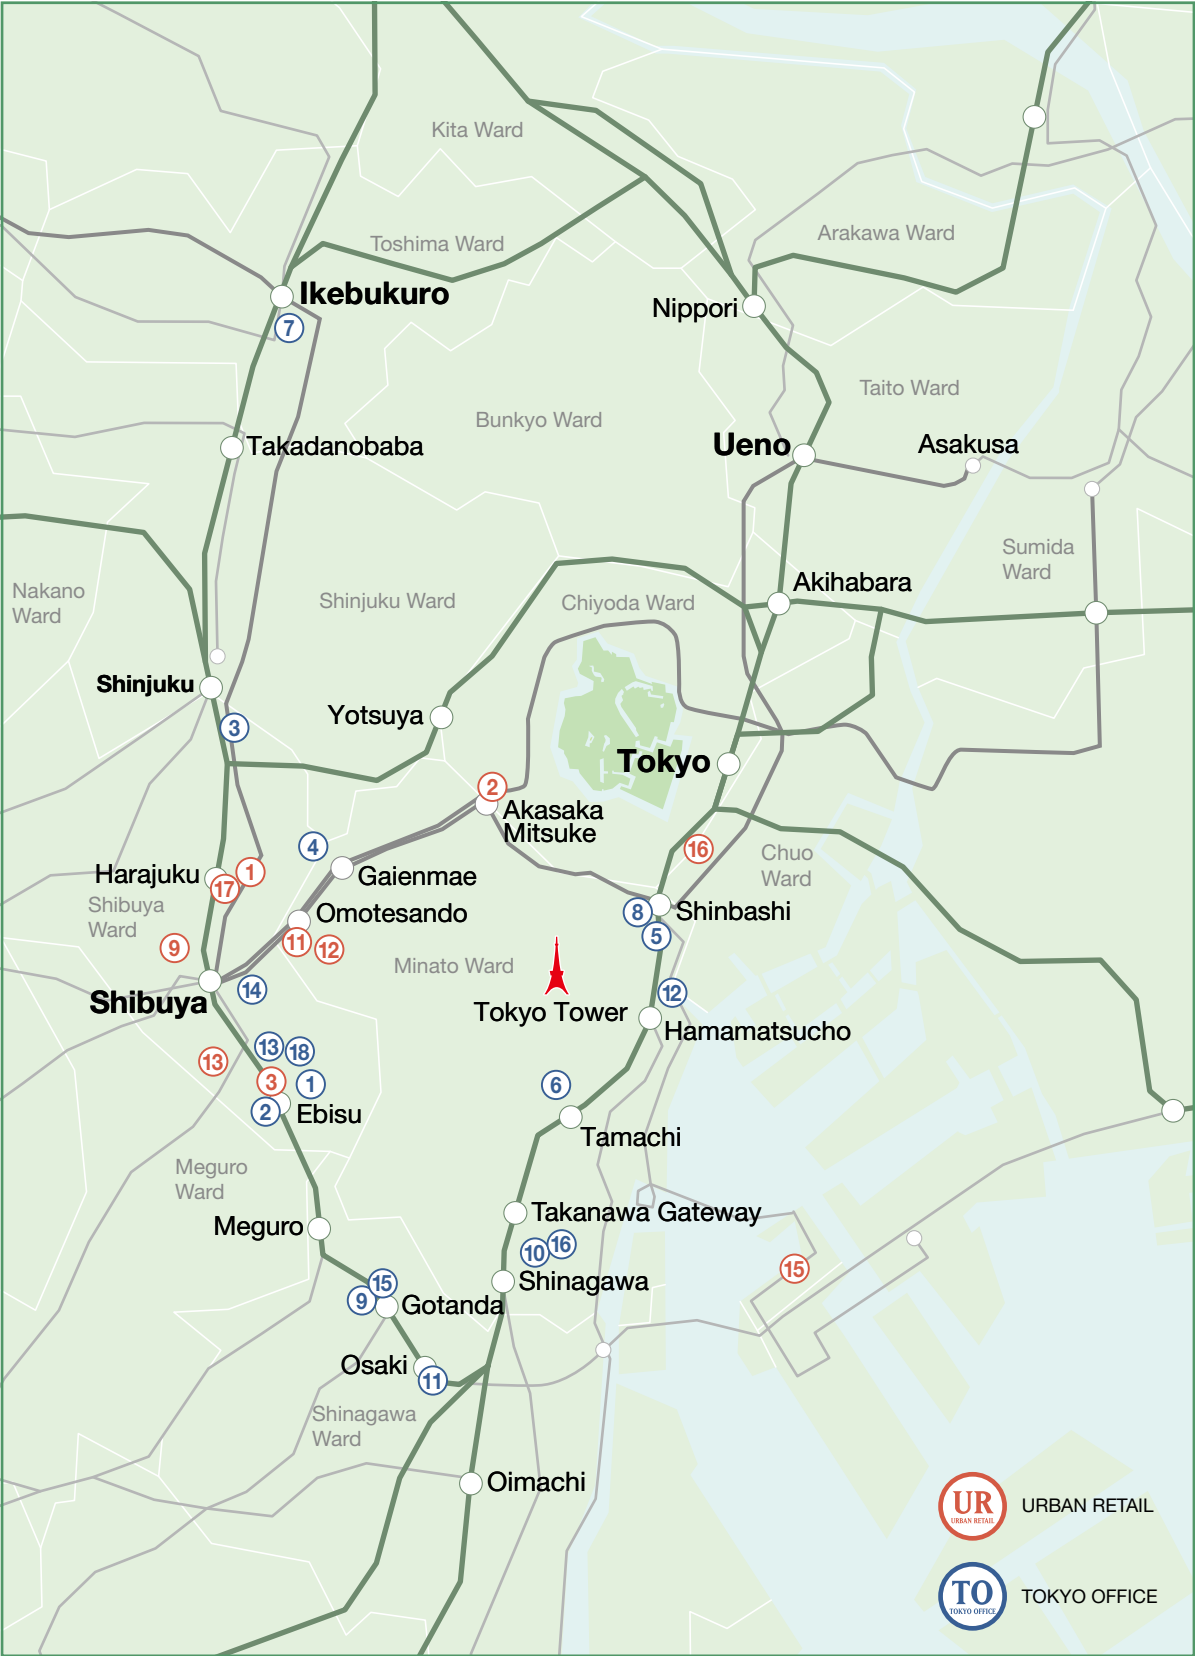 Kita Ward
Toshima Ward
Arakawa Ward
Ikebukuro
Nippori
7
Taito Ward
Bunkyo Ward
Ueno
Asakusa
Takadanobaba
Sumida
Ward
Akihabara
Nakano
Ward
Shinjuku Ward
Chiyoda Ward
Shinjuku
Yotsuya
3
Tokyo
2
Akasaka
Mitsuke
4
16
Chuo
Ward
Harajuku
1
17
Gaienmae
Shibuya
Ward
Omotesando
8
Shinbashi
5
9
11
12
Minato Ward
14
12
Shibuya
Tokyo Tower
Hamamatsucho
13
18
13
3
1
6
2
Ebisu
Tamachi
Meguro
Ward
Meguro
Takanawa Gateway
10
16
15
15
9
Shinagawa
Gotanda
Osaki
11
Shinagawa
Ward
Oimachi
UR
URBAN RETAIL
URBAN RETAIL
TO
TOKYO OFFICE
TOKYO OFFICE